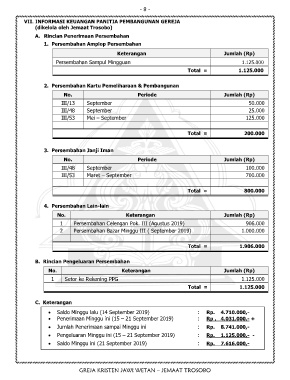 - 8 -
VII. INFORMASI KEUANGAN PANITIA PEMBANGUNAN GEREJA
(dikelola oleh Jemaat Trosobo)
A. Rincian Penerimaan Persembahan
1. Persembahan Amplop Persembahan
Keterangan Jumlah (Rp)
Persembahan Sampul Mingguan 1.125.000
Total = 1.125.000
2. Persembahan Kartu Pemeliharaan & Pembangunan
No. Periode Jumlah (Rp)
III/13 September 50.000
III/48 September 25.000
III/53 Mei – September 125.000
Total = 200.000
3. Persembahan Janji Iman
No. Periode Jumlah (Rp)
III/48 September 100.000
III/53 Maret – September 700.000
Total = 800.000
4. Persembahan Lain-lain
No. Keterangan Jumlah (Rp)
1 Persembahan Celengan Pok. III (Agustus 2019) 906.000
2 Persembahan Bazar Minggu III ( September 2019) 1.000.000
Total = 1.906.000
B. Rincian Pengeluaran Persembahan
No. Keterangan Jumlah (Rp)
1 Setor ke Rekening PPG 1.125.000
Total = 1.125.000
C. Keterangan
• Saldo Minggu lalu (14 September 2019) : Rp. 4.710.000,-
• Penerimaan Minggu ini (15 – 21 September 2019) : Rp. 4.031.000,- +
• Jumlah Penerimaan sampai Minggu ini : Rp. 8.741.000,-
• Pengeluaran Minggu ini (15 – 21 September 2019) : Rp. 1.125.000,- -
• Saldo Minggu ini (21 September 2019) : Rp. 7.616.000,-
GREJA KRISTEN JAWI WETAN – JEMAAT TROSOBO